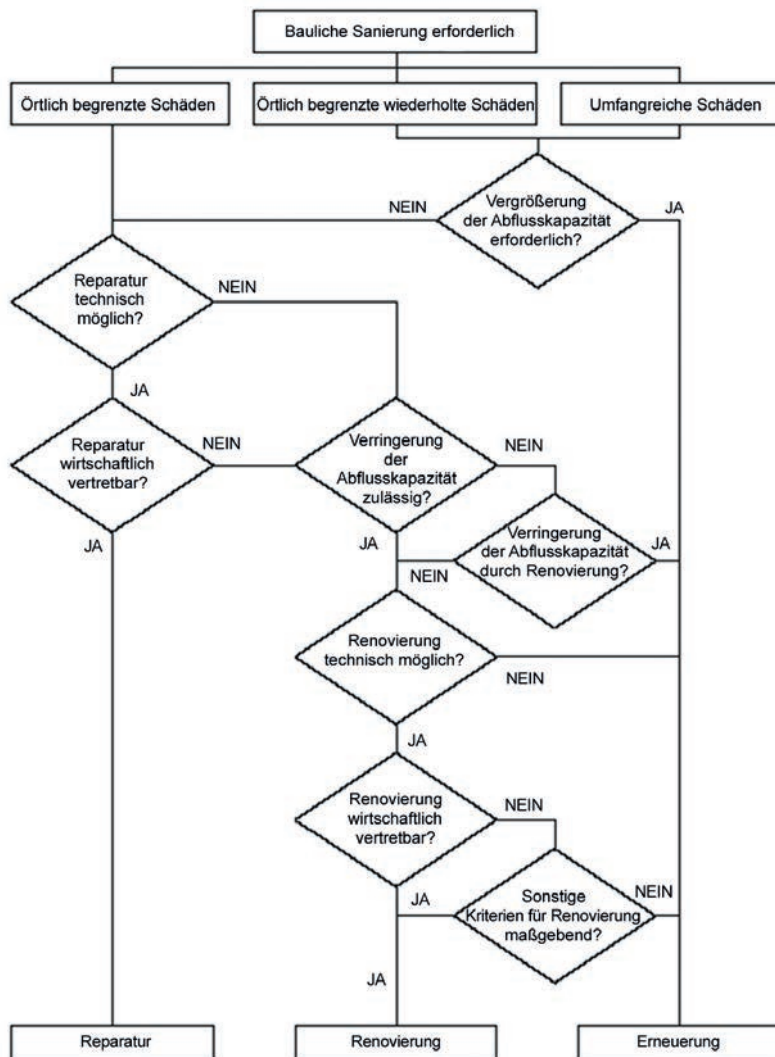 Bauliche Sanierung erforderlich
Örtlich begrenzte Schäden
Örtlich begrenzte wiederholte Schäden
Umfangreiche Schäden
NEIN
Vergrößerung
der Abflusskapazität
erforderlich?
JA
Reparatur
technisch
möglich?
NEIN
JA
Reparatur
wirtschaftlich
vertretbar?
NEIN
Verringerung
der
Abflusskapazität
zulässig?
NEIN
JA
JA
Verringerung
der Abflusskapazität
durch Renovierung?
JA
NEIN
Renovierung
technisch möglich?
NEIN
JA
Renovierung
wirtschaftlich
vertretbar?
NEIN
JA
Sonstige
Kriterien für Renovierung
maßgebend?
NEIN
JA
Reparatur
Renovierung
Erneuerung